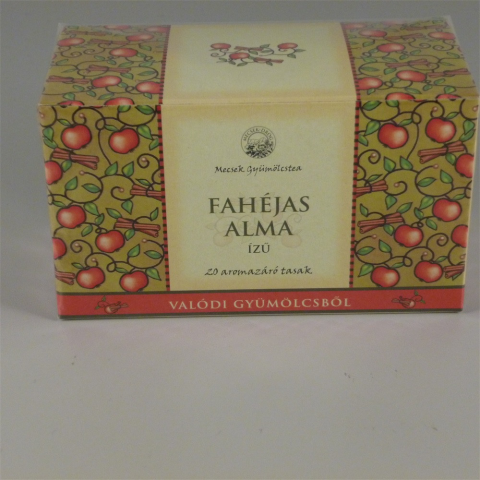 Mecsek Gyümölcstea
FAHÉJAS
ALMA
ÍZŰ
20 aromazáró tasak
VALÓDI GYÜMÖLCSBŐL